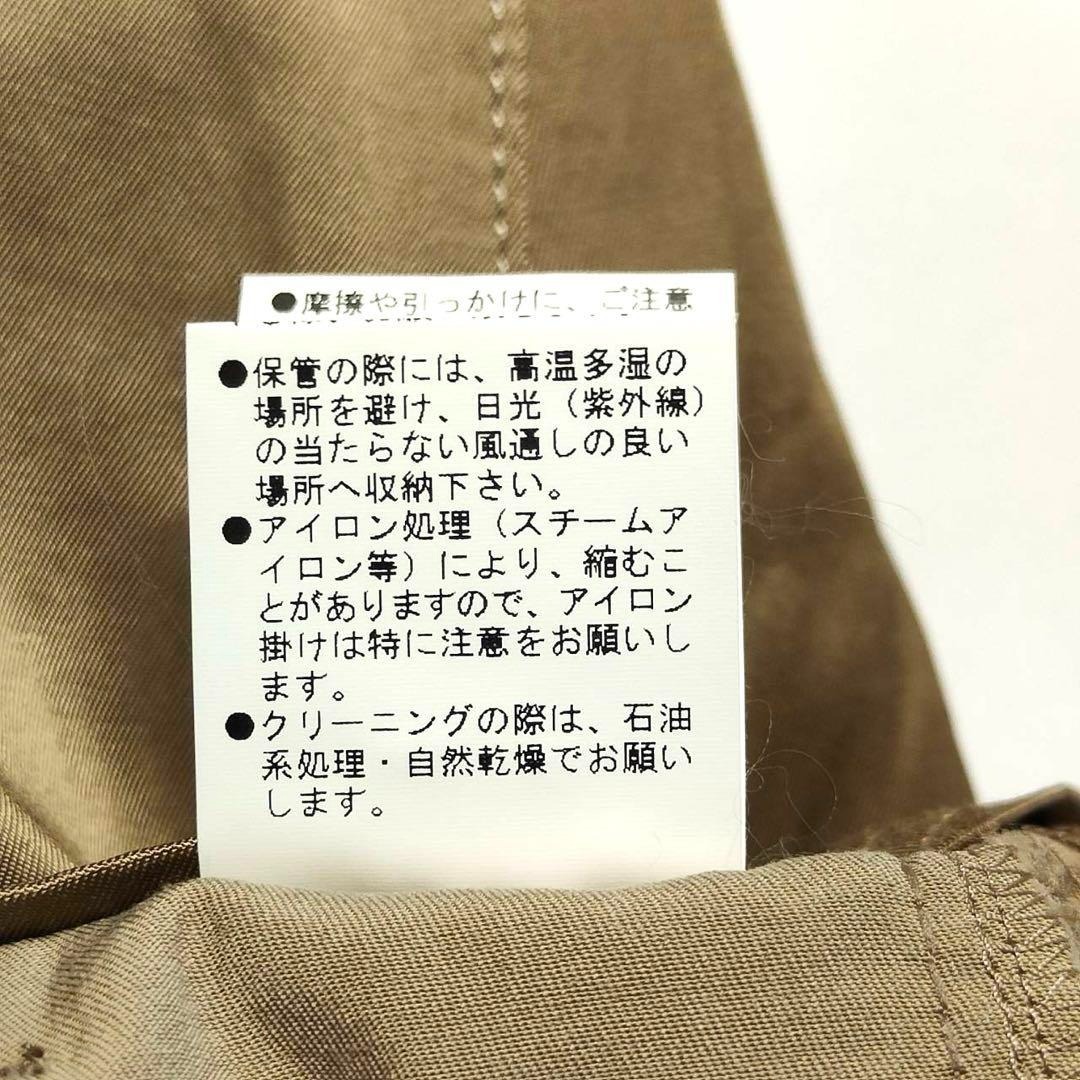 ●摩擦や引っかけに、ご注意
●保管の際には、高温多湿の
場所を避け、日光（紫外線）
の当たらない風通しの良い
場所へ収納下さい。
●アイロン処理（スチームア
イロン等）により、縮むこ
とがありますので、アイロン
掛けは特に注意をお願いし
ます。
●クリーニングの際は、石油
系処理・自然乾燥でお願い
します。